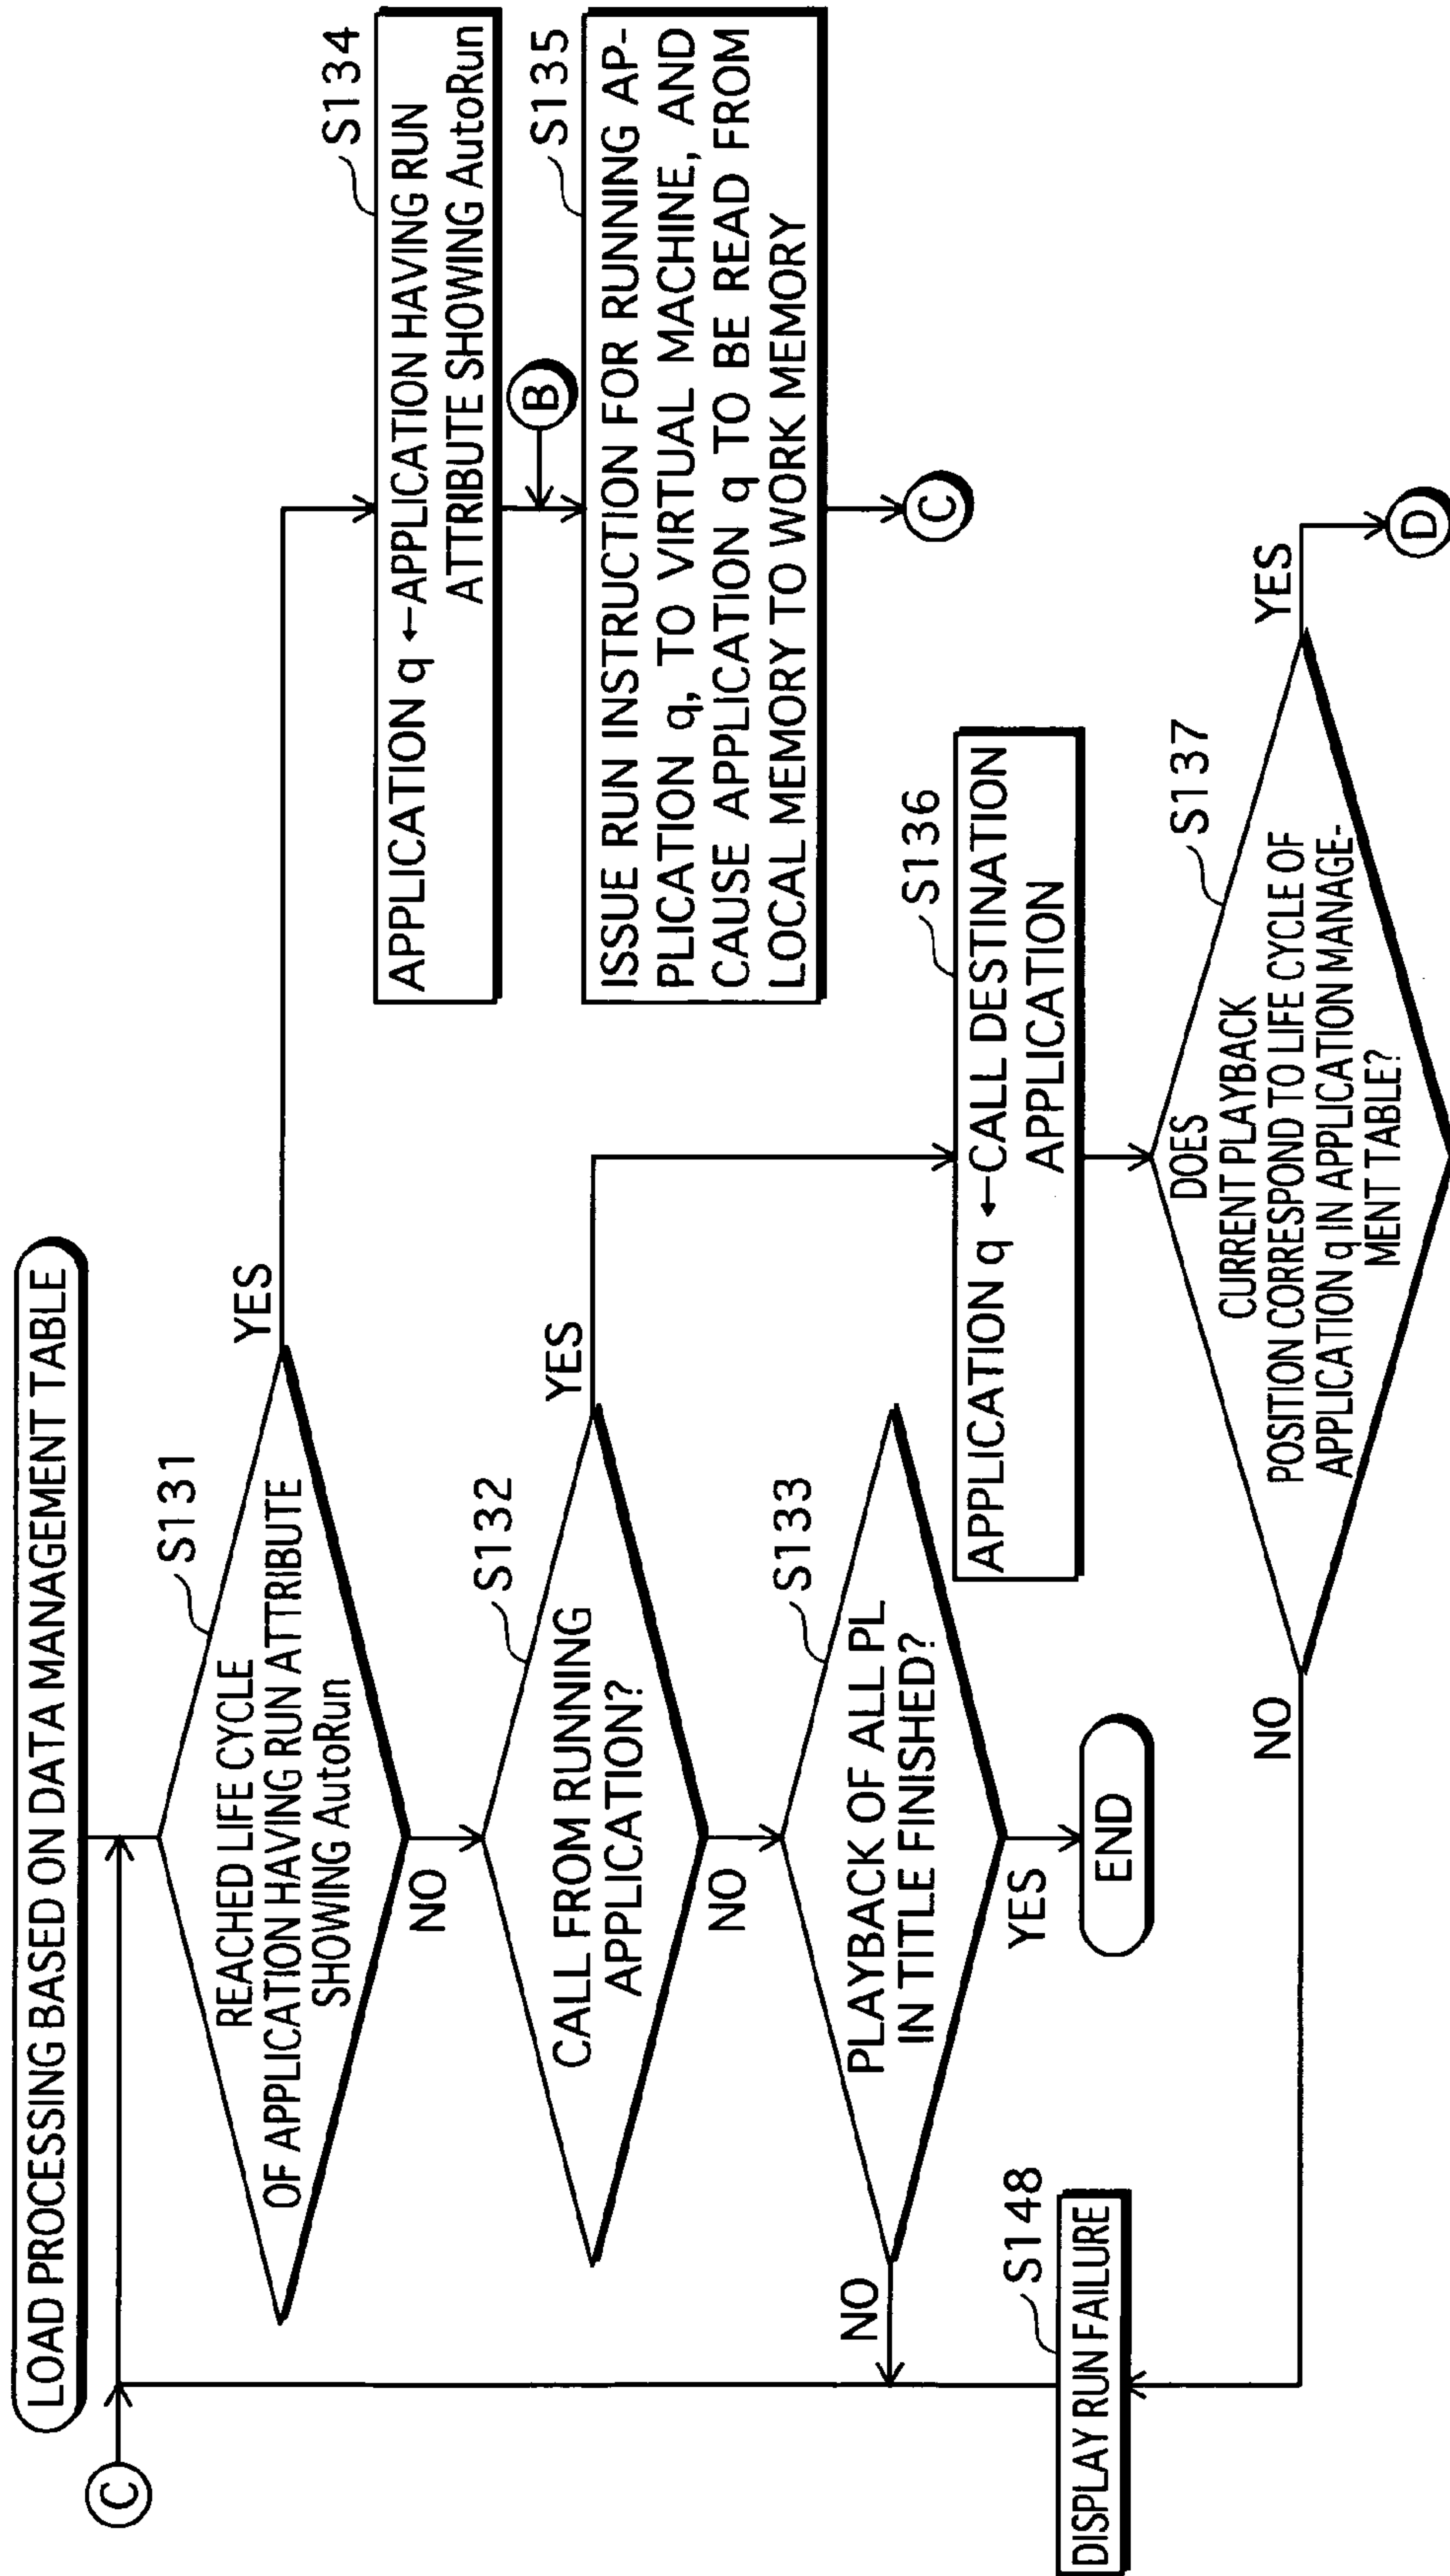 LOAD PROCESSING BASED ON DATA MANAGEMENT TABLE
C
S131
REACHED LIFE CYCLE
OF APPLICATION HAVING RUN ATTRIBUTE
SHOWING AutoRun
YES
NO
S134
APPLICATION q ←APPLICATION HAVING RUN
ATTRIBUTE SHOWING AutoRun
B
S135
ISSUE RUN INSTRUCTION FOR RUNNING AP-
PLICATION q, TO VIRTUAL MACHINE, AND
CAUSE APPLICATION q TO BE READ FROM
LOCAL MEMORY TO WORK MEMORY
C
S132
CALL FROM RUNNING
APPLICATION?
YES
NO
S133
PLAYBACK OF ALL PL
IN TITLE FINISHED?
NO
YES
END
S136
APPLICATION q ←CALL DESTINATION
APPLICATION
S137
DOES
CURRENT PLAYBACK
POSITION CORRESPOND TO LIFE CYCLE OF
APPLICATION q IN APPLICATION MANAGE-
MENT TABLE?
YES
D
NO
S148
DISPLAY RUN FAILURE